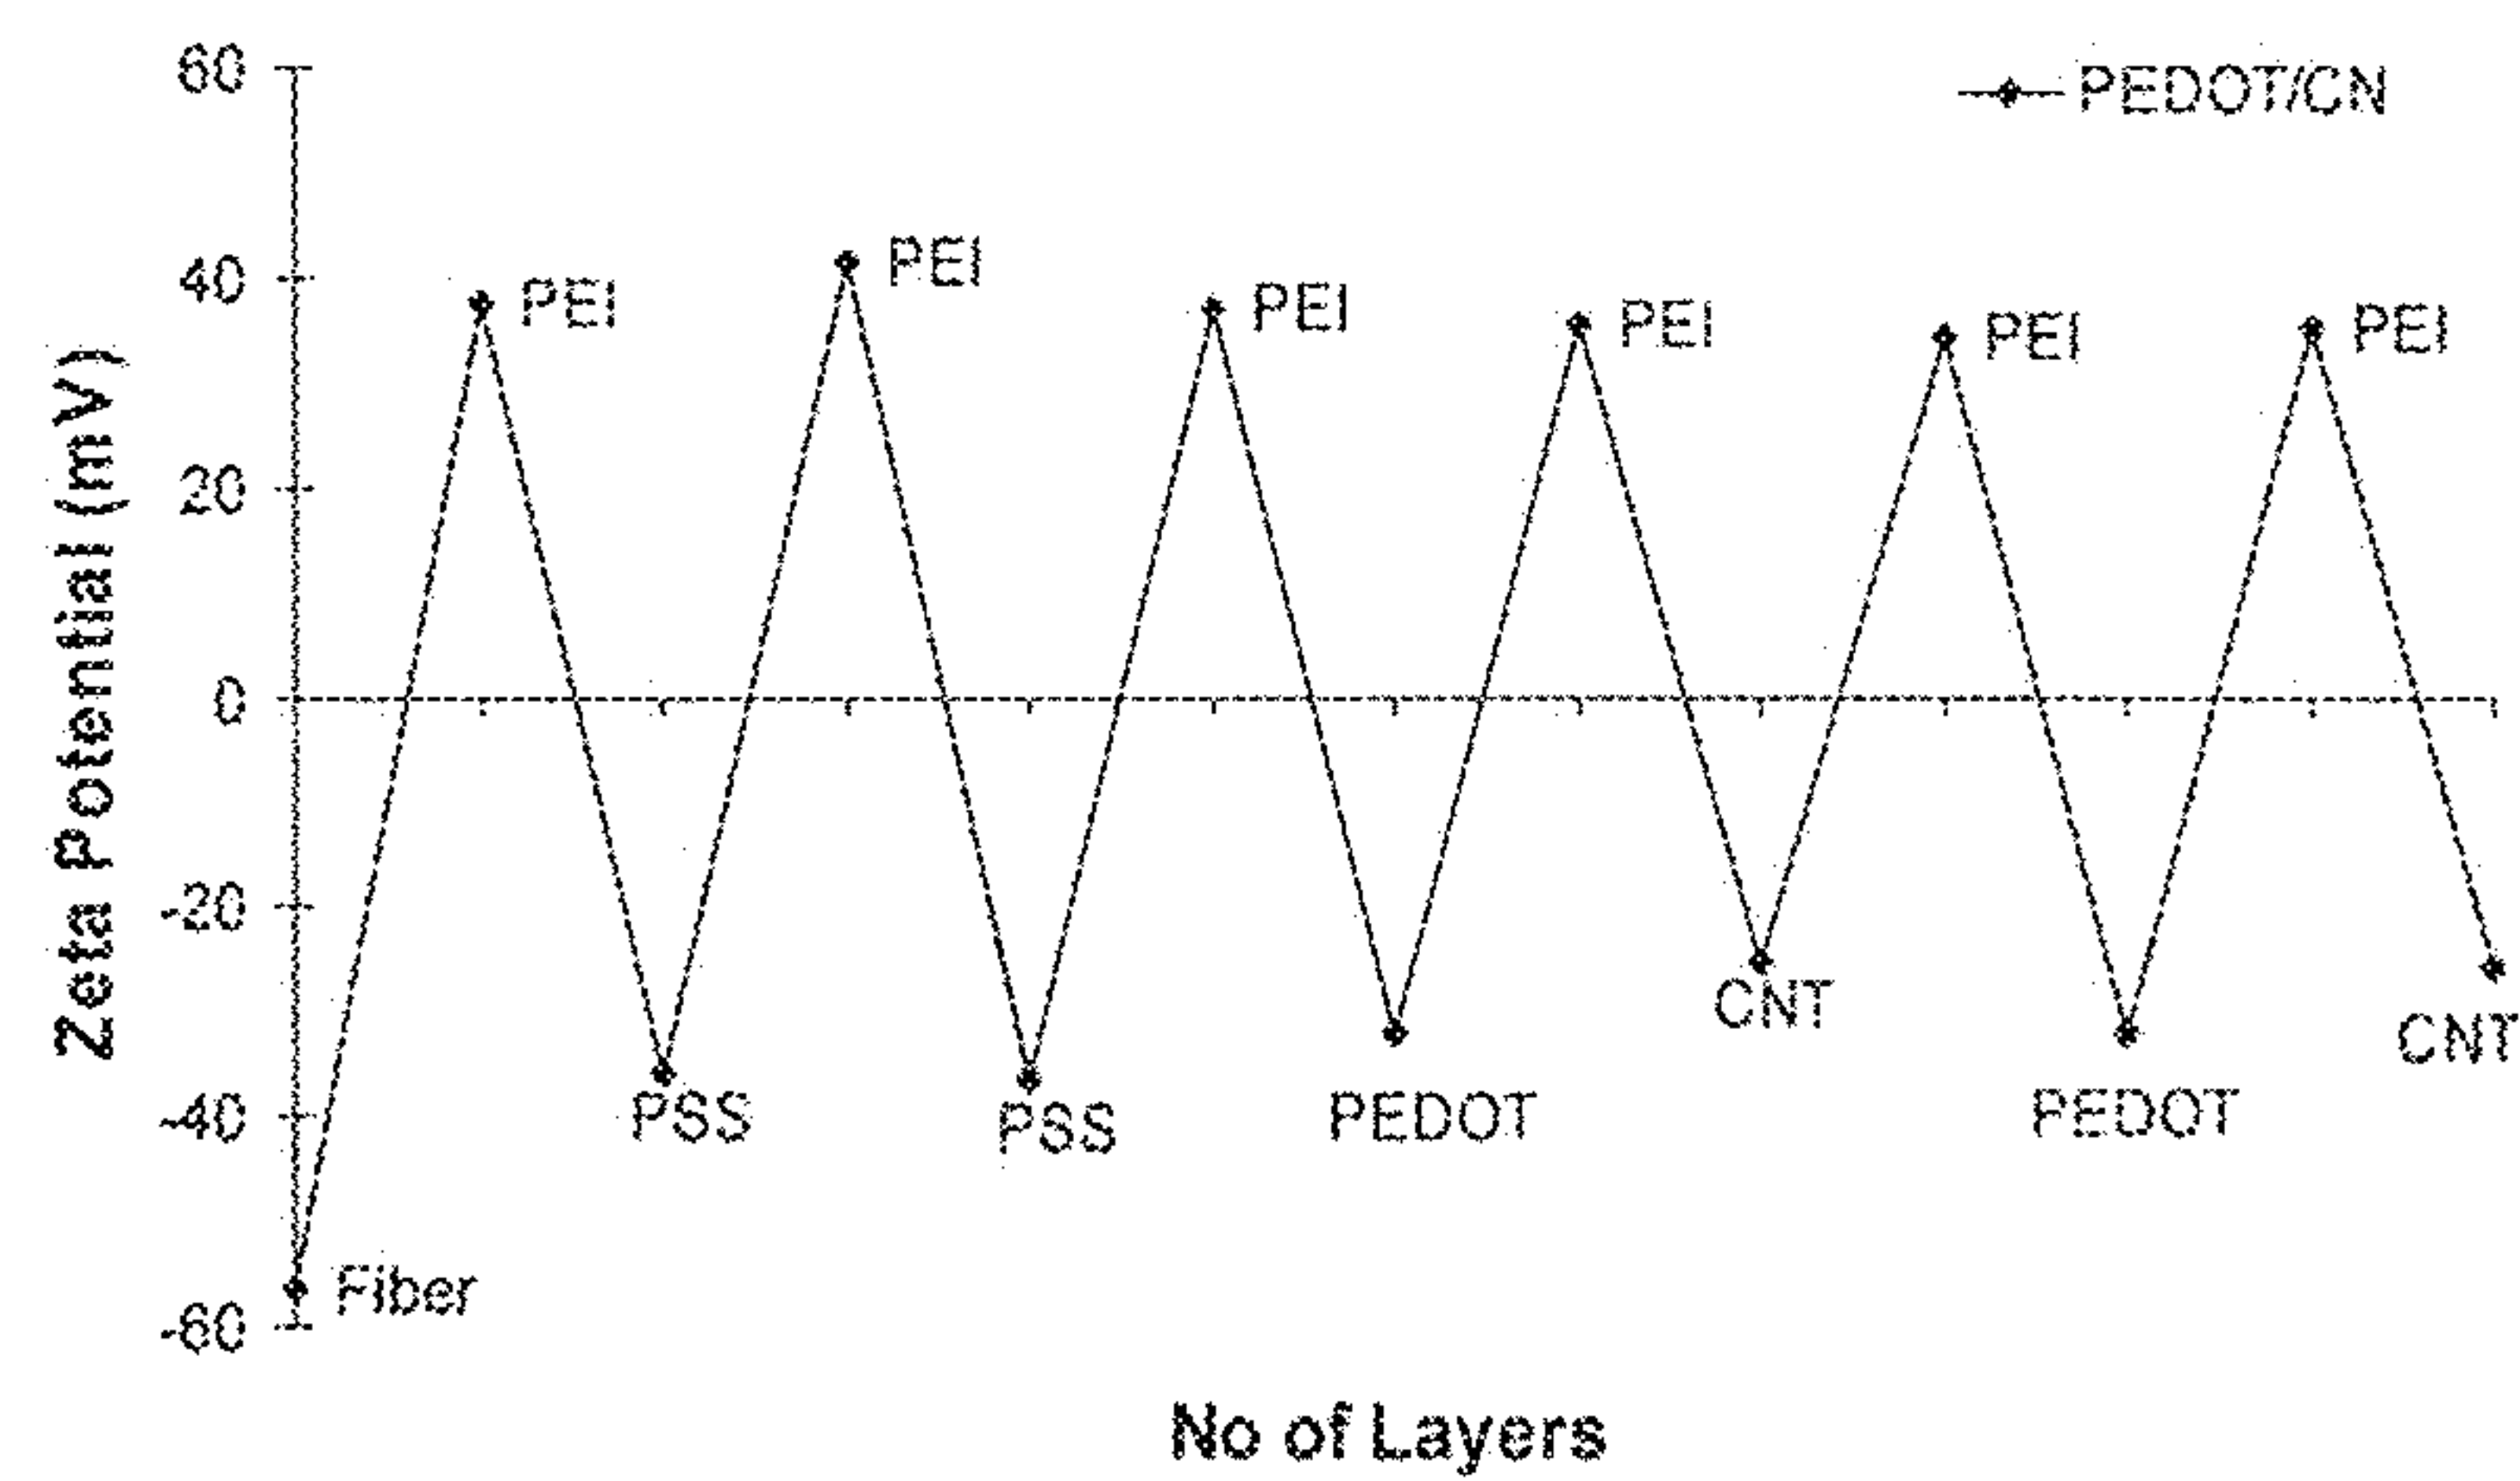 60
PEDOT/CN
PEI
40
PEI
PEI
PEI
PEI
PEI
20
Zeta Potential (mV)
0
-20
CNT
CNT
-40
PSS
PSS
PEDOT
PEDOT
Fiber
-60
No of Layers